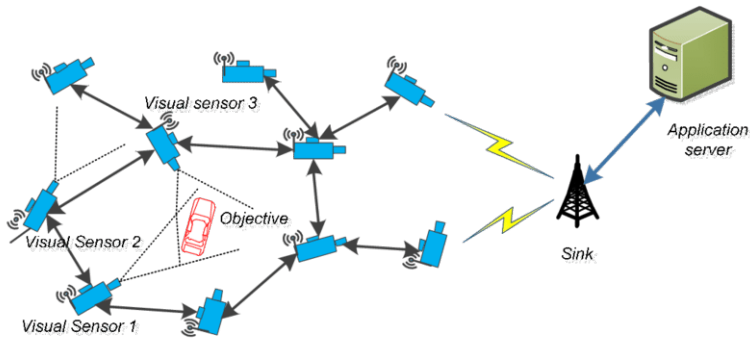 Visual sensor 3
Application
server
Objective
Visual Sensor 2
Sink
Visual Sensor 1